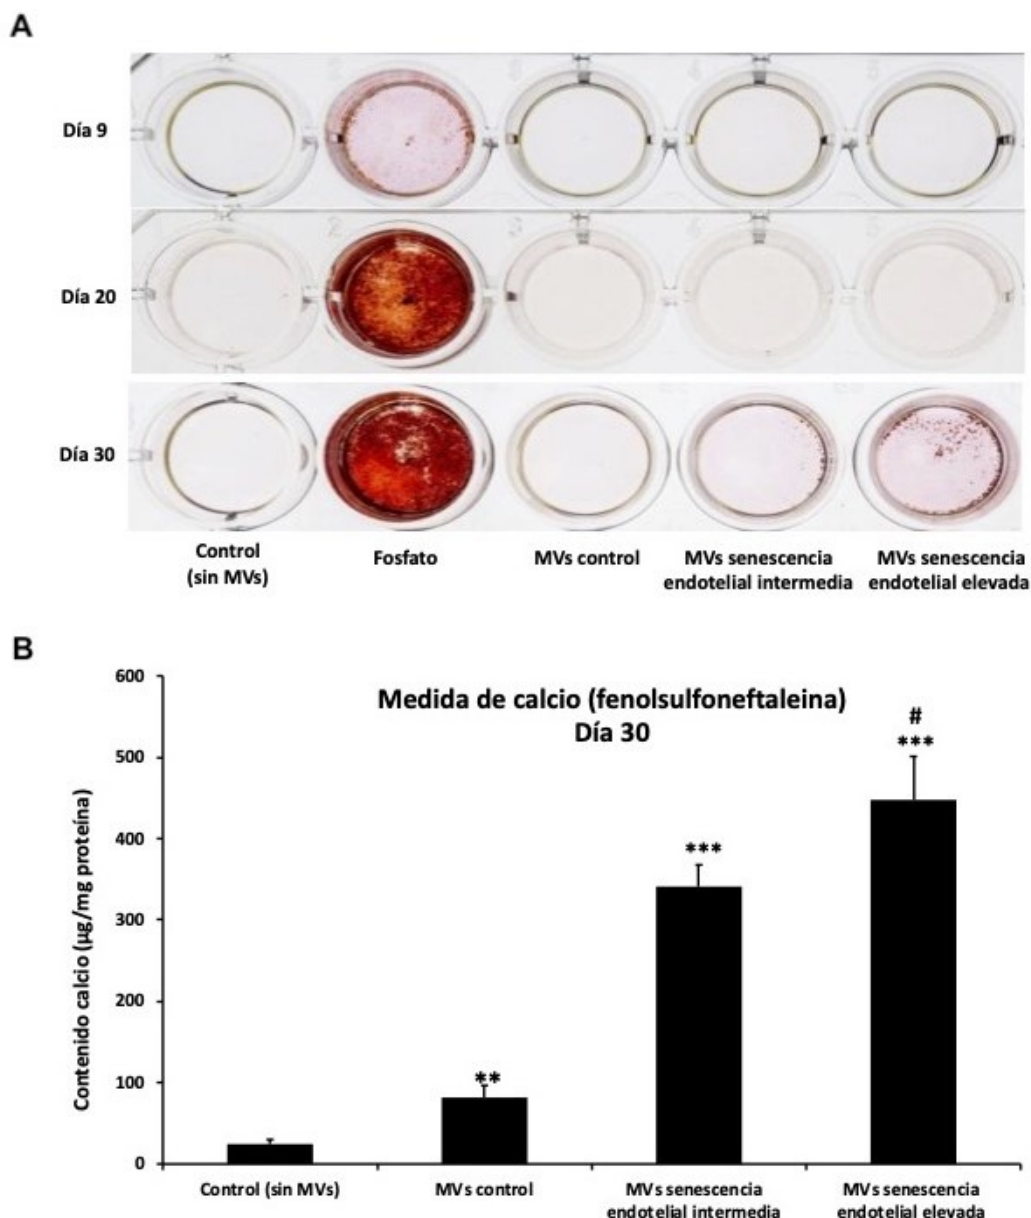 A
Día 9
Día 20
Día 30
Control
(sin MVs)
Fosfato
MVs control
MVs senescencia
endotelial intermedia
MVs senescencia
endotelial elevada
B
Medida de calcio (fenolsulfoneftaleina)
Día 30
Contenido calcio (µg/mg proteína)
600
500
400
300
200
100
0
**
***
#
***
Control (sin MVs)
MVs control
MVs senescencia
endotelial intermedia
MVs senescencia
endotelial elevada